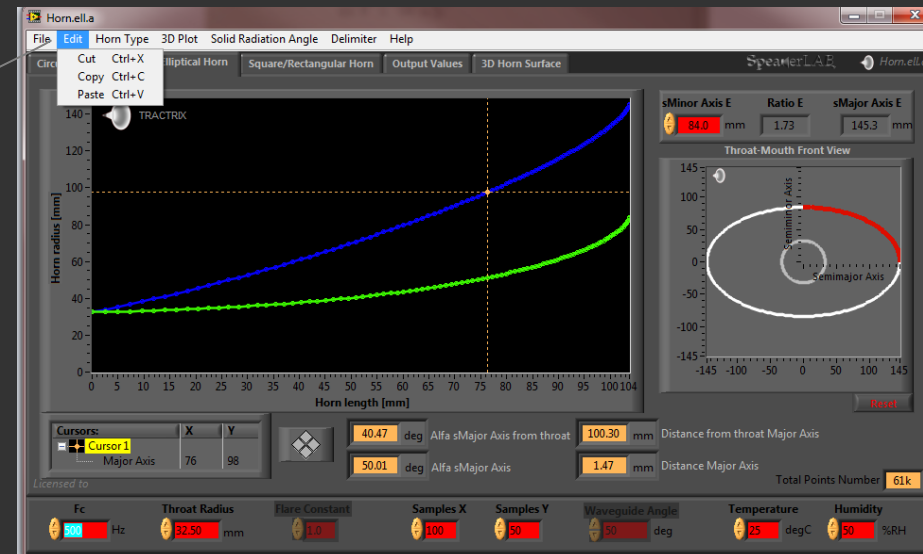 Horn.ell.a
File Edit Horn Type 3D Plot Solid Radiation Angle Delimiter Help
Cut Ctrl+X
Copy Ctrl+C
Paste Ctrl+V
Elliptical Horn Square/Rectangular Horn Output Values 3D Horn Surface
SpeakerLAB Horn.ell.a
TRACTRIX
Horn radius [mm]
140
120
100
80
60
40
20
0
0 5 10 15 20 25 30 35 40 45 50 55 60 65 70 75 80 85 90 95 100 104
Horn length [mm]
sMinor Axis E Ratio E sMajor Axis E
84.0 mm 1.73 145.3 mm
Throat-Mouth Front View
145
100
50
0
-50
-100
-145
Semiminor Axis
Semimajor Axis
-145 -100 -50 0 50 100 145
Reset
Cursors: X Y
Cursor 1
Major Axis 76 98
40.47 deg Alfa sMajor Axis from throat 100.30 mm Distance from throat Major Axis
50.01 deg Alfa sMajor Axis 1.47 mm Distance Major Axis
Licensed to
Total Points Number 61k
Fc Throat Radius Flare Constant Samples X Samples Y Waveguide Angle Temperature Humidity
500 Hz 32.50 mm 1.0 100 50 50 deg 25 degC 50 %RH